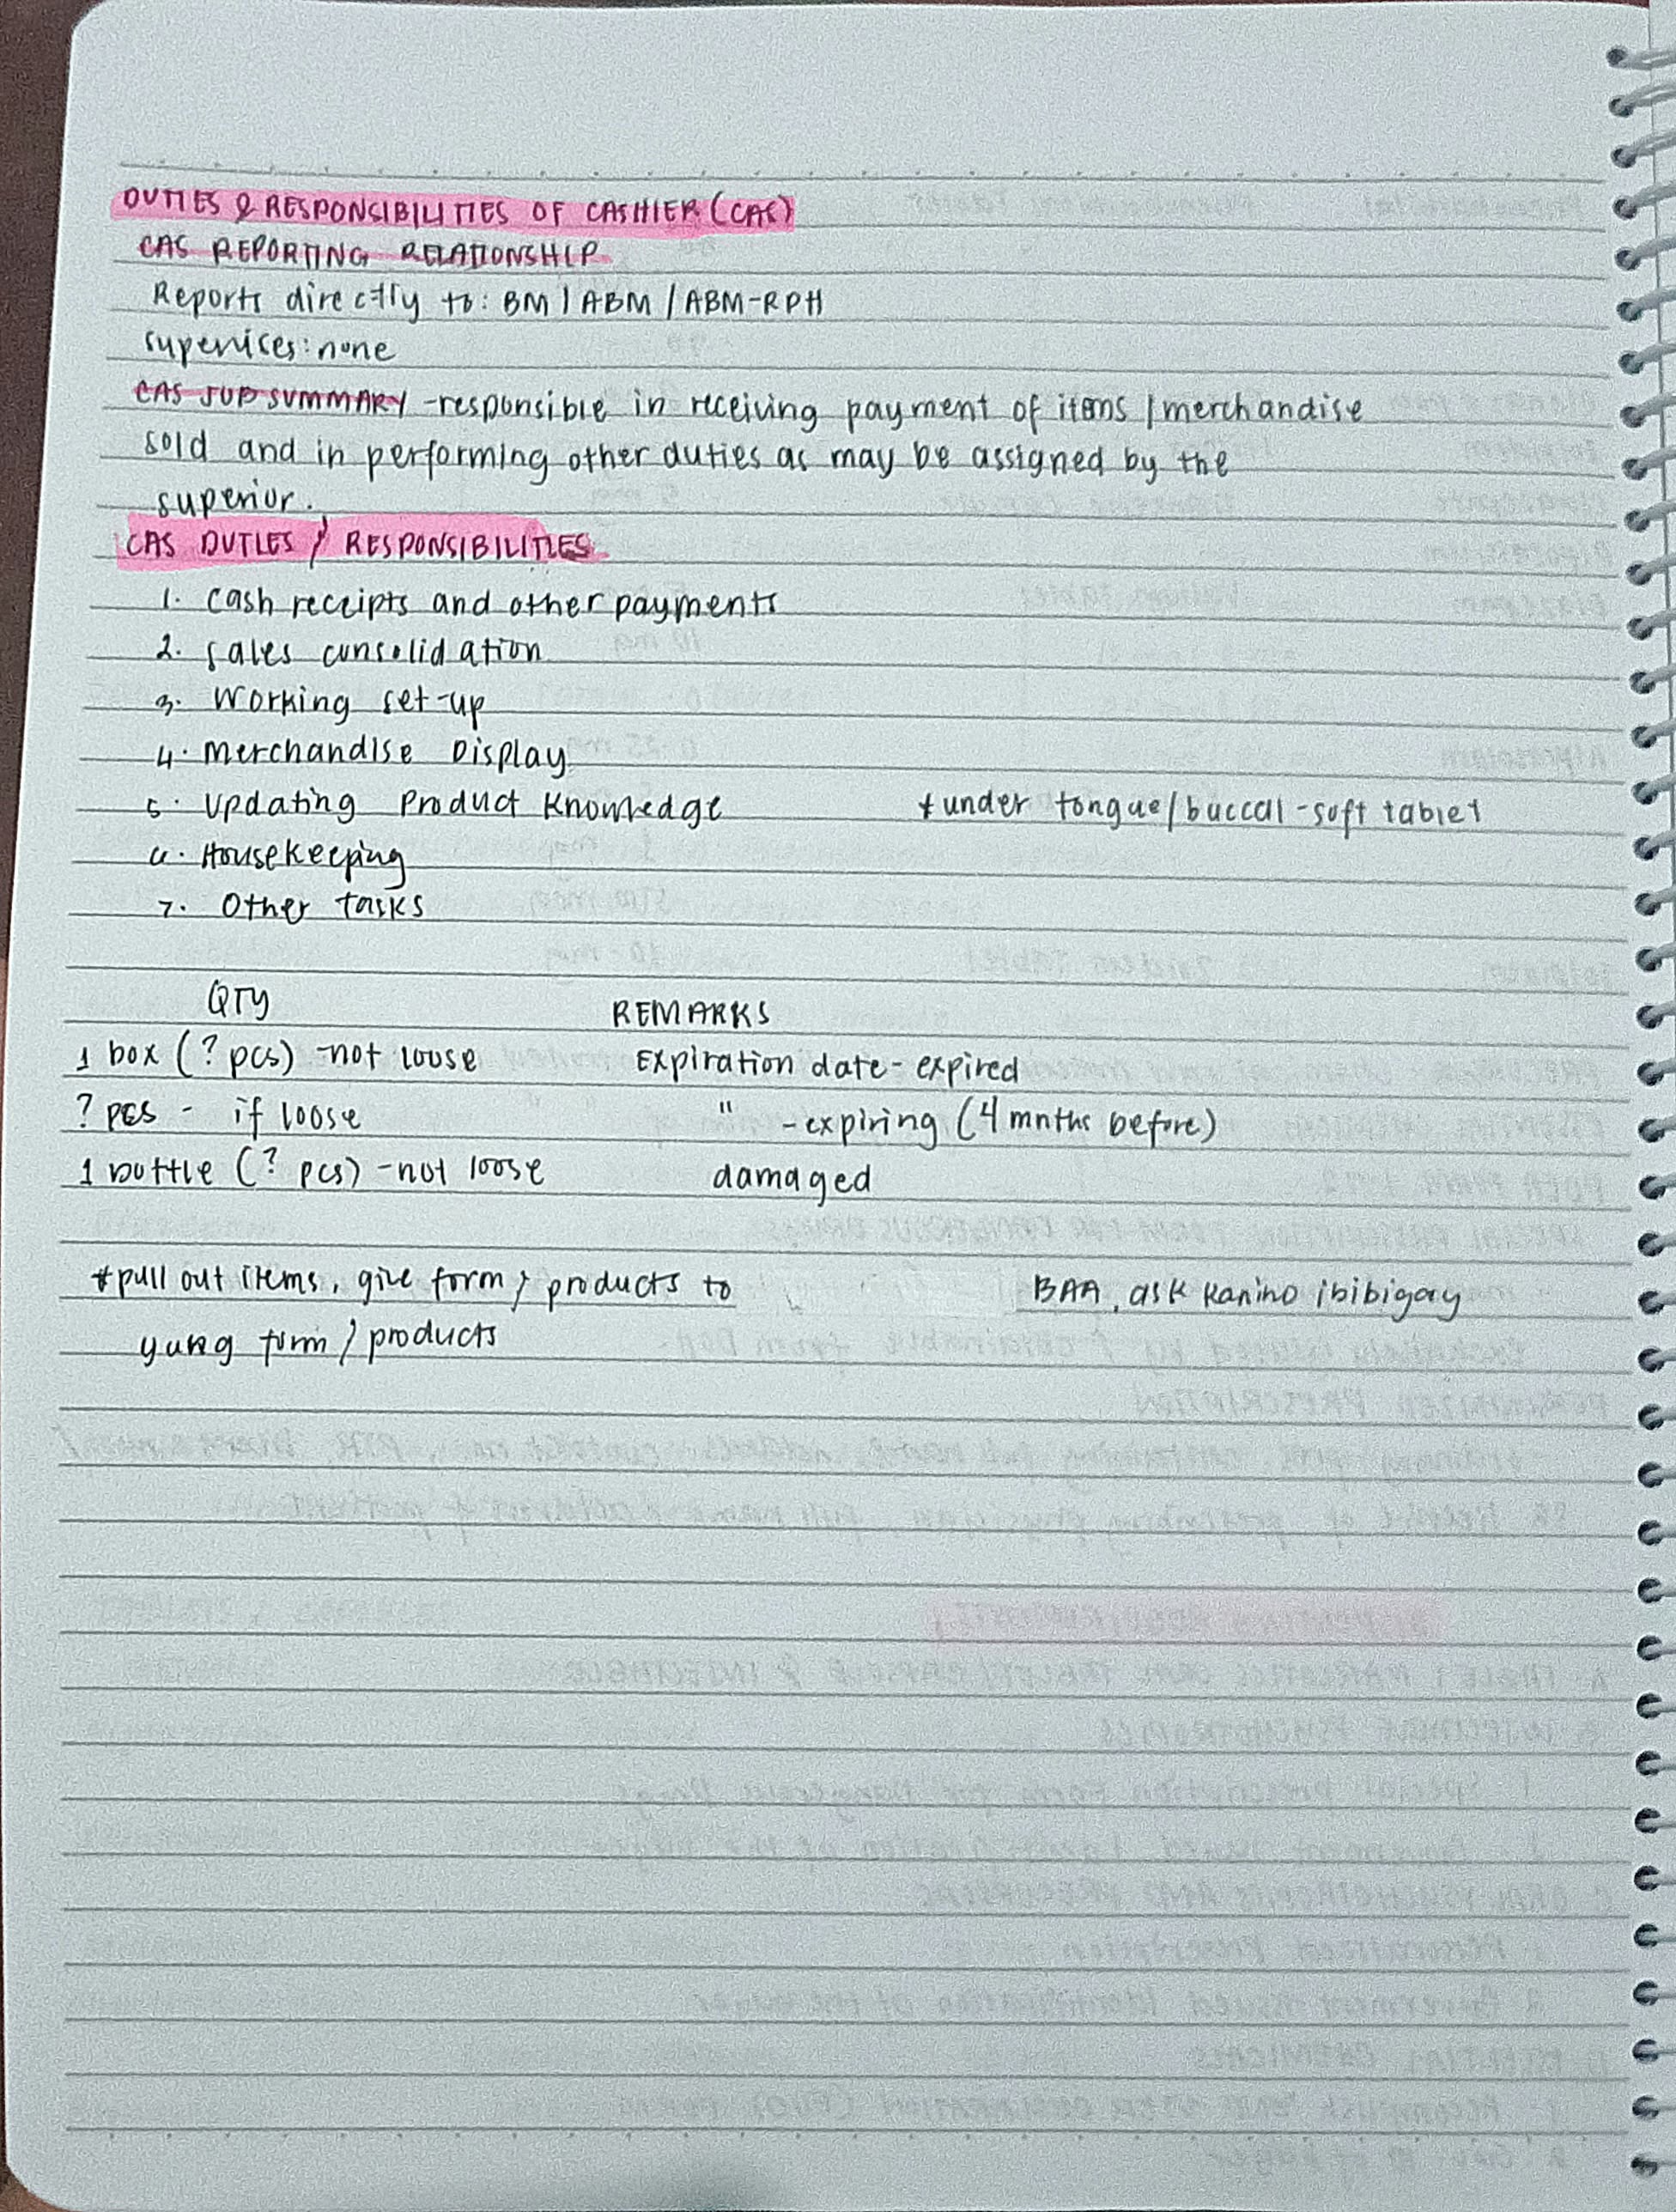 DUTIES & RESPONSIBILITIES OF CASHIER (CAS)
CAS REPORTING RELATIONSHIP
Reports directly to: BM / ABM / ABM-RPH
supervises: none
CAS JOB SUMMARY - responsible in receiving payment of items / merchandise
sold and in performing other duties as may be assigned by the
superior.
CAS DUTIES / RESPONSIBILITIES
1. Cash receipts and other payments
2. Sales consolidation
3. Working set-up
4. Merchandise Display
5. Updating Product Knowledge * under tongue/buccal - soft tablet
6. Housekeeping
7. Other tasks
QTY REMARKS
1 box (? pcs) - not loose Expiration date - expired
? pcs - if loose " - expiring (4 mnths before)
1 bottle (? pcs) - not loose damaged
* pull out items, give form / products to BAA, ask kanino ibibigay
yung form / products